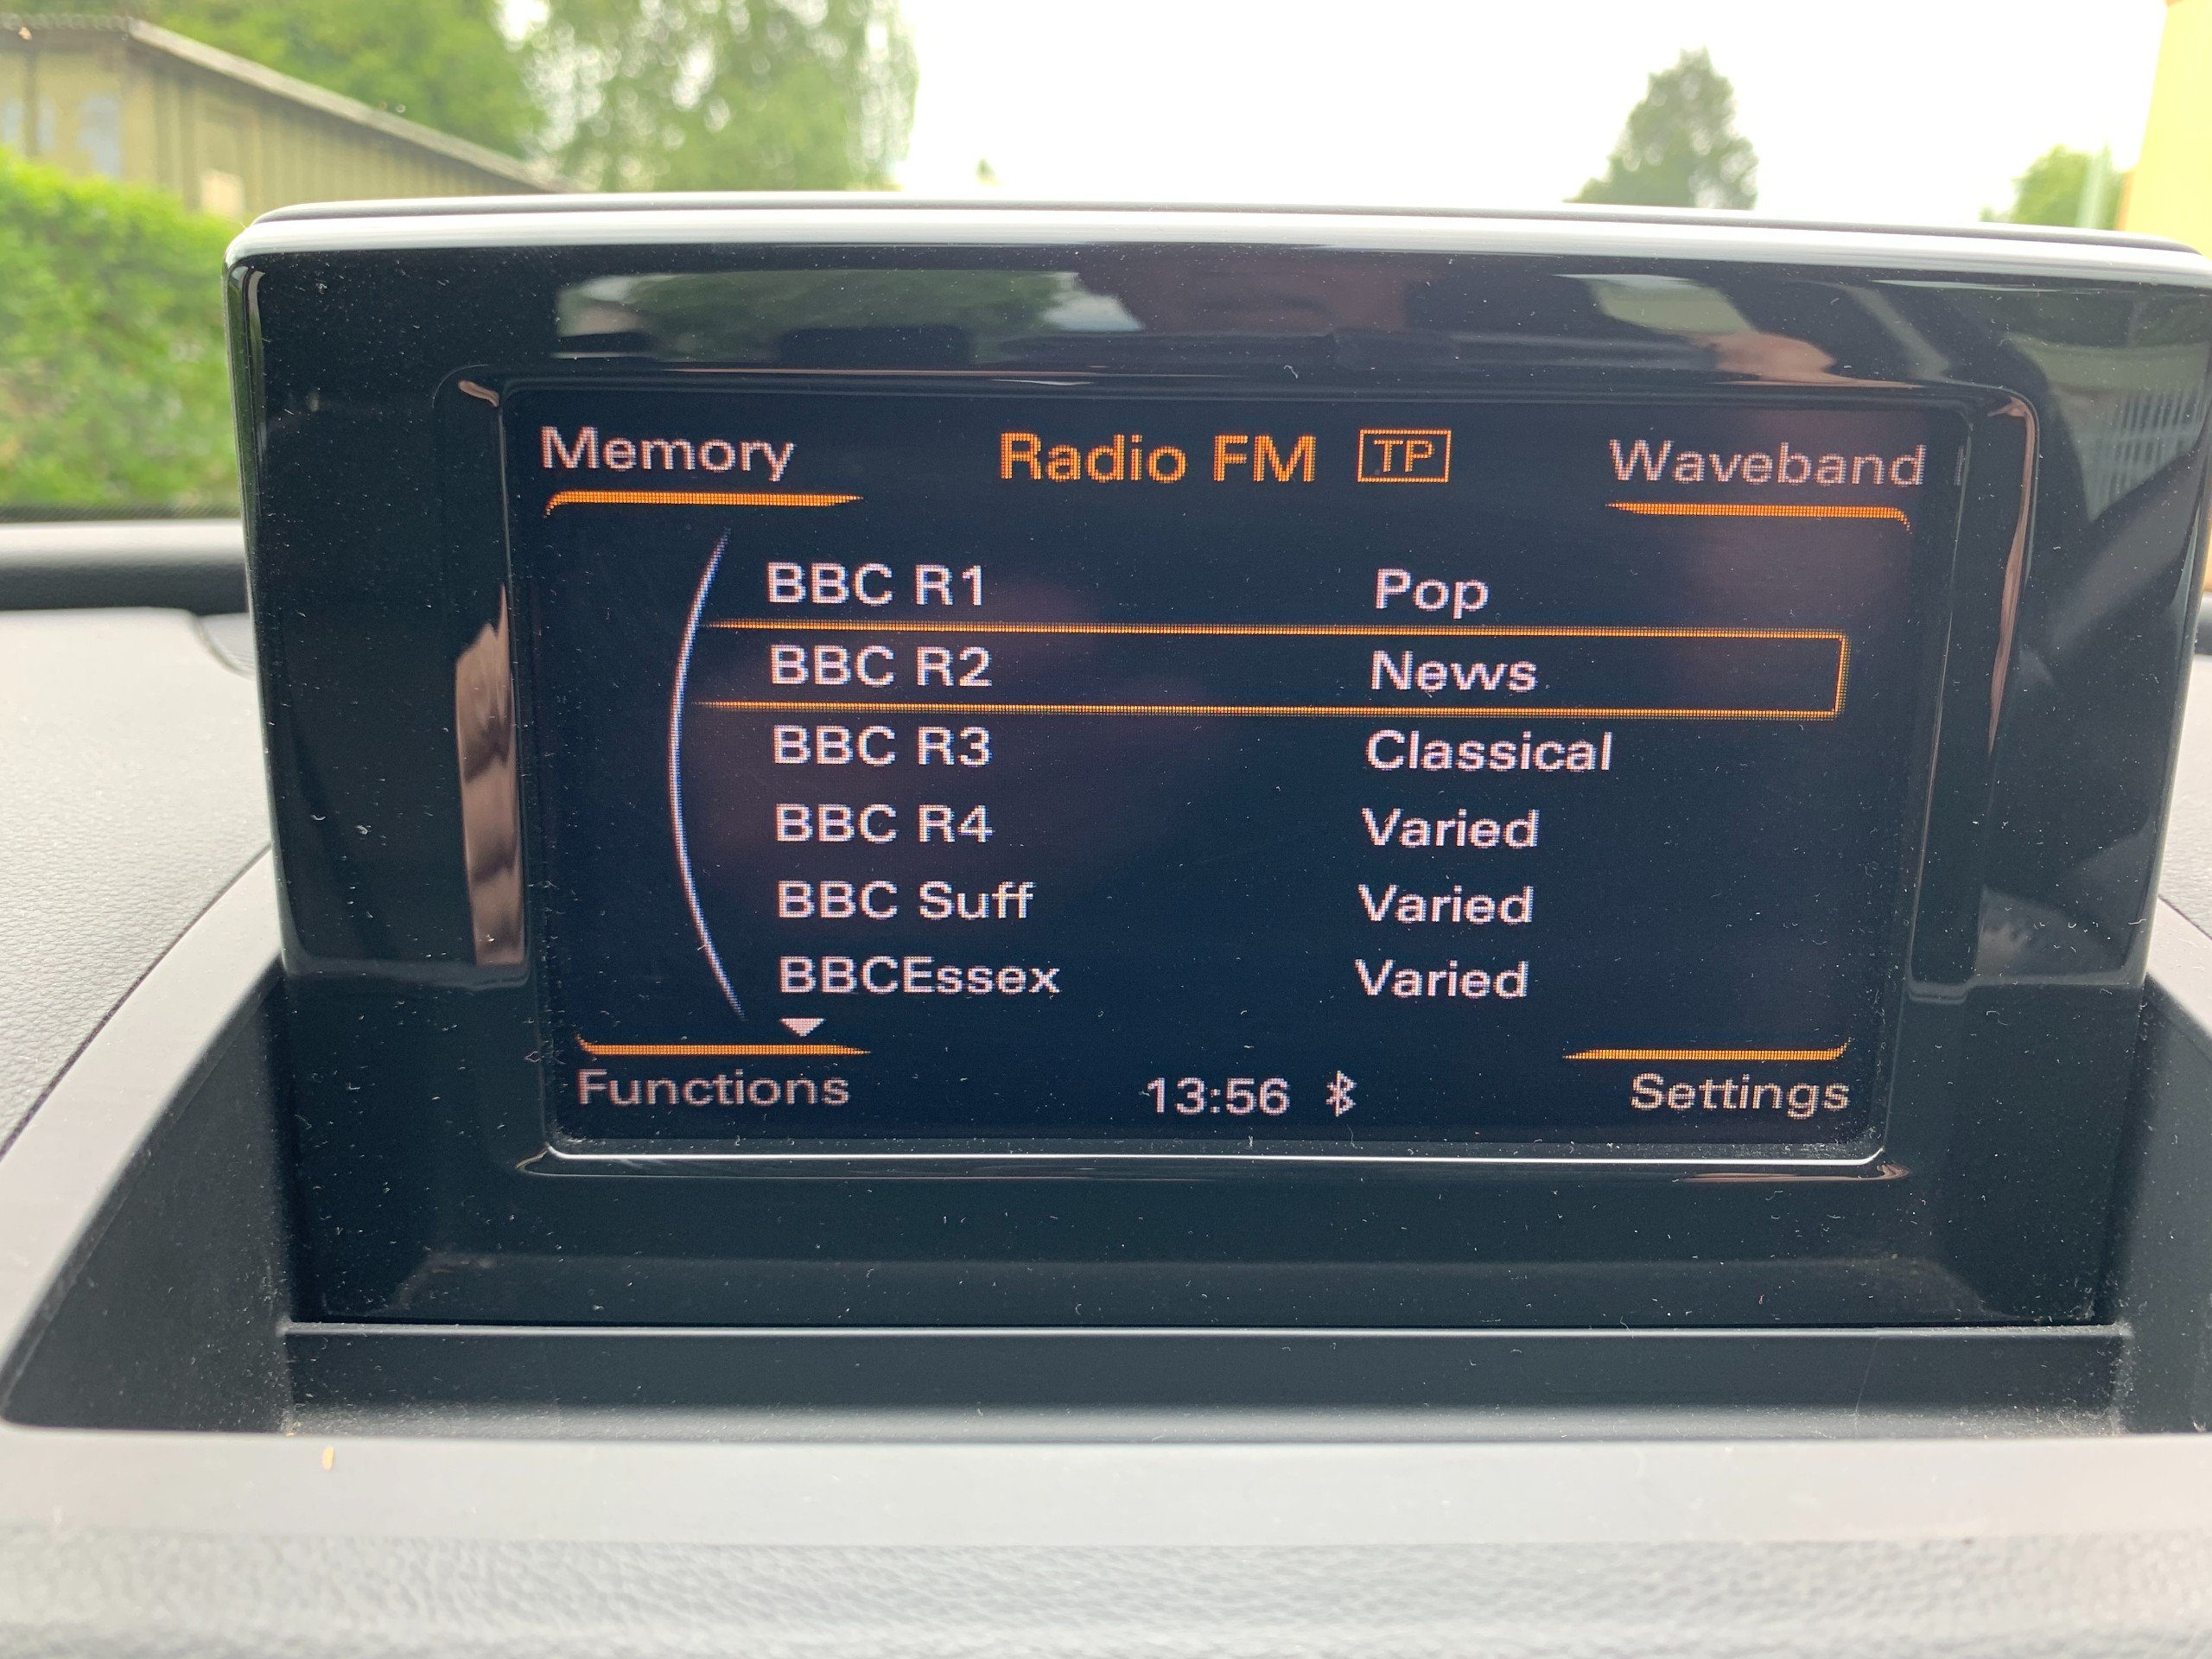 Memory Radio FM TP Waveband
BBC R1 Pop
BBC R2 News
BBC R3 Classical
BBC R4 Varied
BBC Suff Varied
BBCEssex Varied
Functions 13:56 Settings